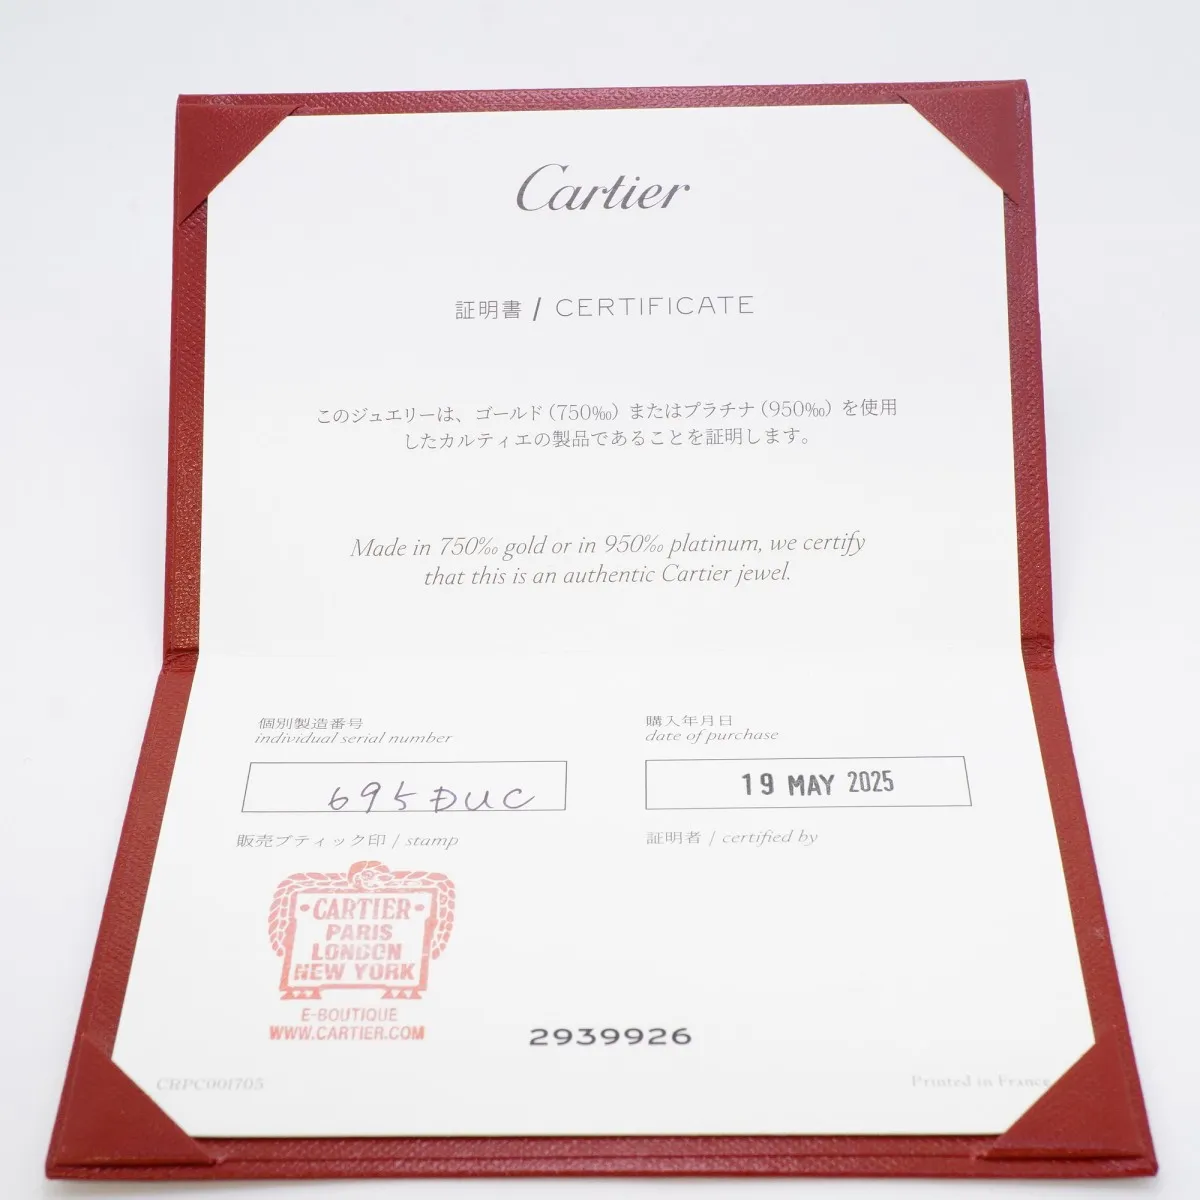 Cartier
証明書 / CERTIFICATE
このジュエリーは、ゴールド（750‰）またはプラチナ（950‰）を使用
したカルティエの製品であることを証明します。
Made in 750‰ gold or in 950‰ platinum, we certify
that this is an authentic Cartier jewel.
個別製造番号
individual serial number
695DUC
購入年月日
date of purchase
19 MAY 2025
販売ブティック印 / stamp
証明者 / certified by
·CARTIER·
PARIS
LONDON
NEW YORK
E-BOUTIQUE
WWW.CARTIER.COM
2939926
CRPC001705
Printed in France